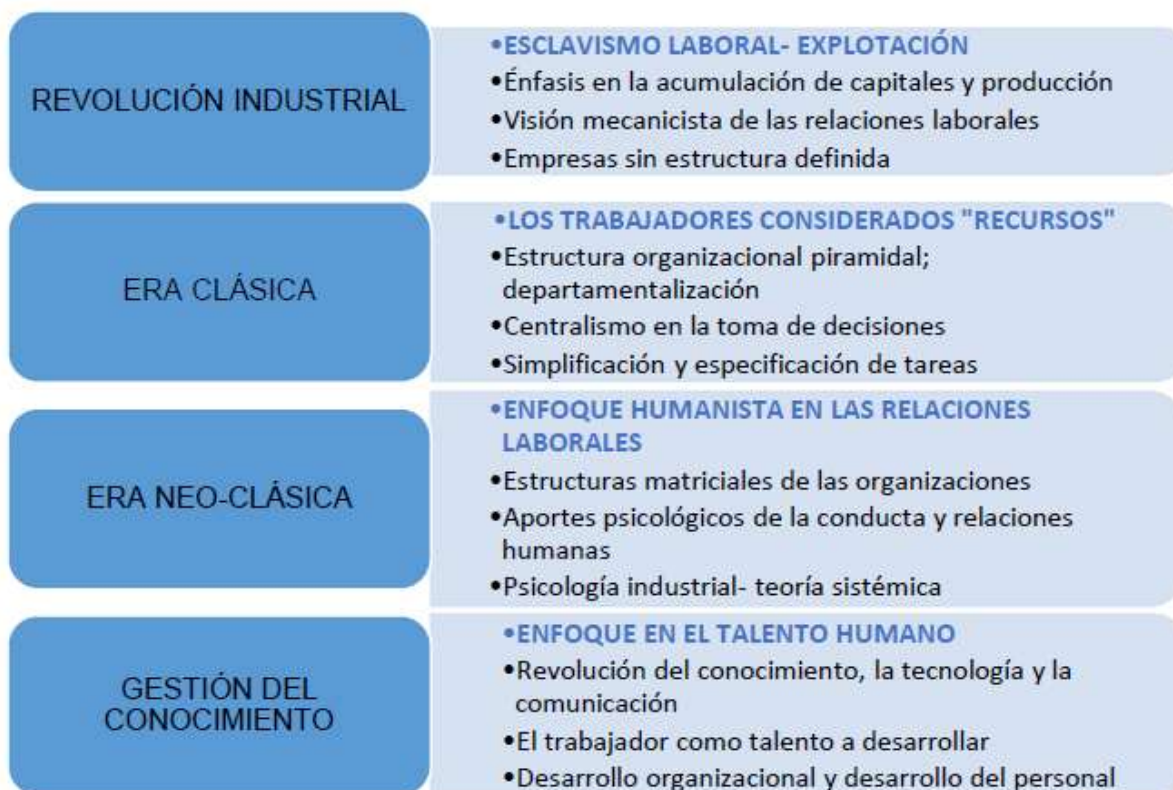 REVOLUCIÓN INDUSTRIAL
•ESCLAVISMO LABORAL- EXPLOTACIÓN
•Énfasis en la acumulación de capitales y producción
•Visión mecanicista de las relaciones laborales
•Empresas sin estructura definida
ERA CLÁSICA
•LOS TRABAJADORES CONSIDERADOS "RECURSOS"
•Estructura organizacional piramidal;
departamentalización
•Centralismo en la toma de decisiones
•Simplificación y especificación de tareas
ERA NEO-CLÁSICA
•ENFOQUE HUMANISTA EN LAS RELACIONES
LABORALES
•Estructuras matriciales de las organizaciones
•Aportes psicológicos de la conducta y relaciones
humanas
•Psicología industrial- teoría sistémica
GESTIÓN DEL
CONOCIMIENTO
•ENFOQUE EN EL TALENTO HUMANO
•Revolución del conocimiento, la tecnología y la
comunicación
•El trabajador como talento a desarrollar
•Desarrollo organizacional y desarrollo del personal